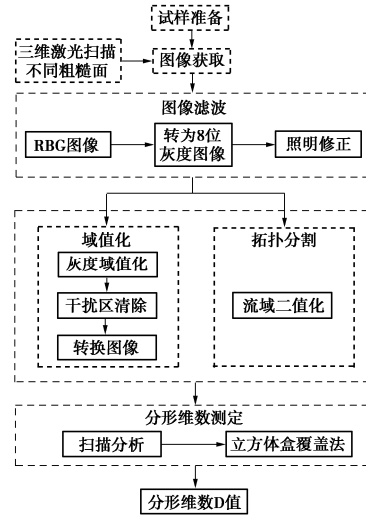 试样准备
三维激光扫描
不同粗糙面
图像获取
图像滤波
RBG图像
转为8位
灰度图像
照明修正
域值化
灰度域值化
干扰区清除
转换图像
拓扑分割
流域二值化
分形维数测定
扫描分析
立方体盒覆盖法
分形维数D值